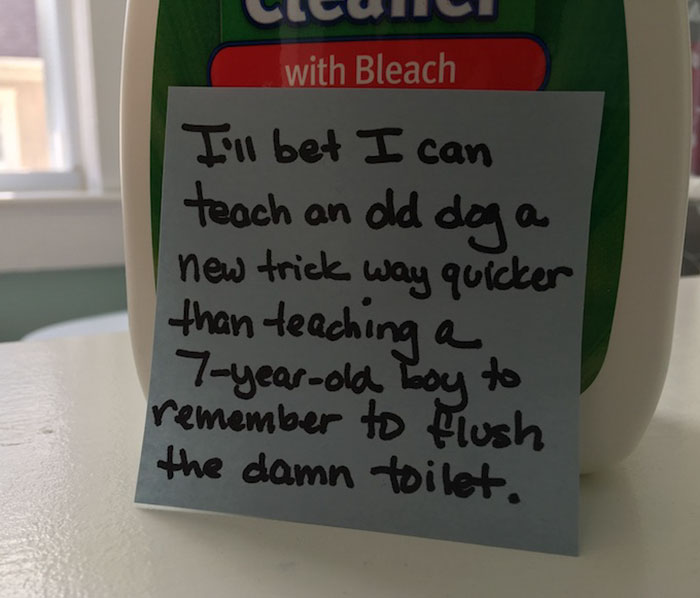 Cleaner
with Bleach
I'll bet I can
teach an old dog a
new trick way quicker
than teaching a
7-year-old boy to
remember to flush
the damn toilet.